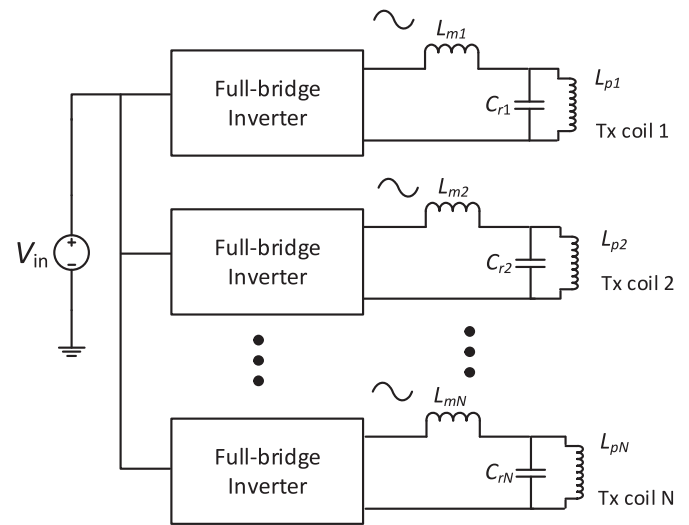 Full-bridge
Inverter
L_m1
C_r1
L_p1
Tx coil 1
V_in
Full-bridge
Inverter
L_m2
C_r2
L_p2
Tx coil 2
Full-bridge
Inverter
L_mN
C_rN
L_pN
Tx coil N